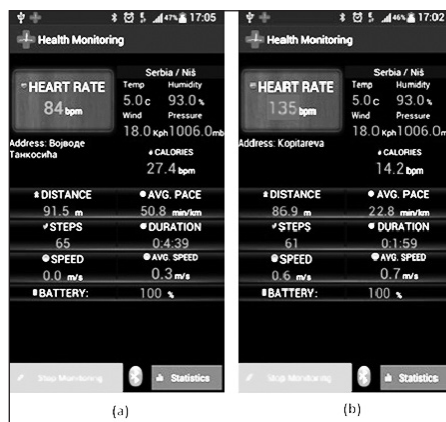 47% 17:05
Health Monitoring
Serbia / Niš
HEART RATE
84 bpm
Temp Humidity
5.0 c 93.0 %
Wind Pressure
18.0 Kph 1006.0 mb
Address: Војводе
Танкосића
CALORIES
27.4 bpm
DISTANCE AVG. PACE
91.5 m 50.8 min/km
STEPS DURATION
65 0:4:39
SPEED AVG. SPEED
0.0 m/s 0.3 m/s
BATTERY: 100 %
Stop Monitoring Statistics
(a)
46% 17:02
Health Monitoring
Serbia / Niš
HEART RATE
135 bpm
Temp Humidity
5.0 c 93.0 %
Wind Pressure
18.0 Kph 1006.0 mb
Address: Kopitareva
CALORIES
14.2 bpm
DISTANCE AVG. PACE
86.9 m 22.8 min/km
STEPS DURATION
61 0:1:59
SPEED AVG. SPEED
0.6 m/s 0.7 m/s
BATTERY: 100 %
Stop Monitoring Statistics
(b)